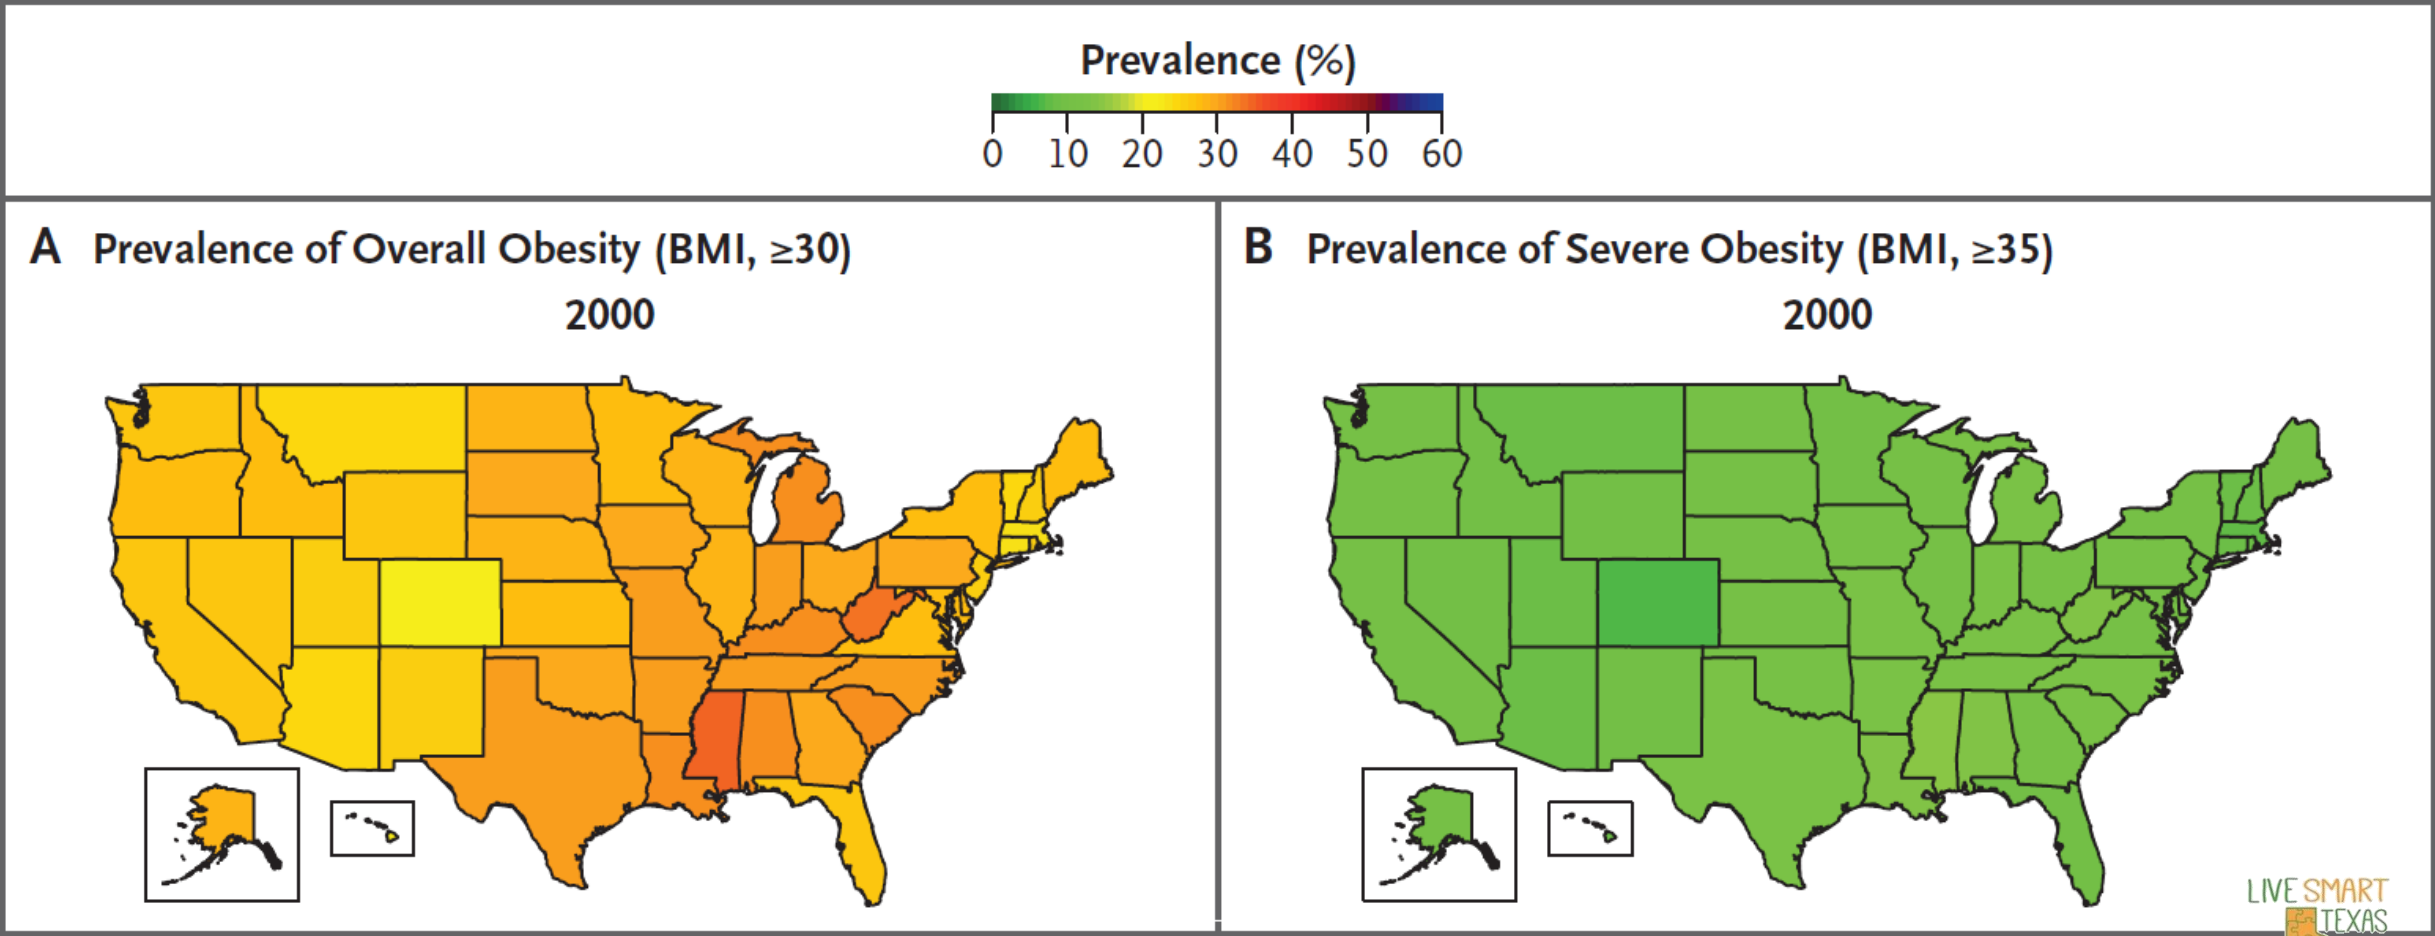 Prevalence (%)
0 10 20 30 40 50 60
A Prevalence of Overall Obesity (BMI, ≥30)
2000
B Prevalence of Severe Obesity (BMI, ≥35)
2000
LIVE SMART
TEXAS